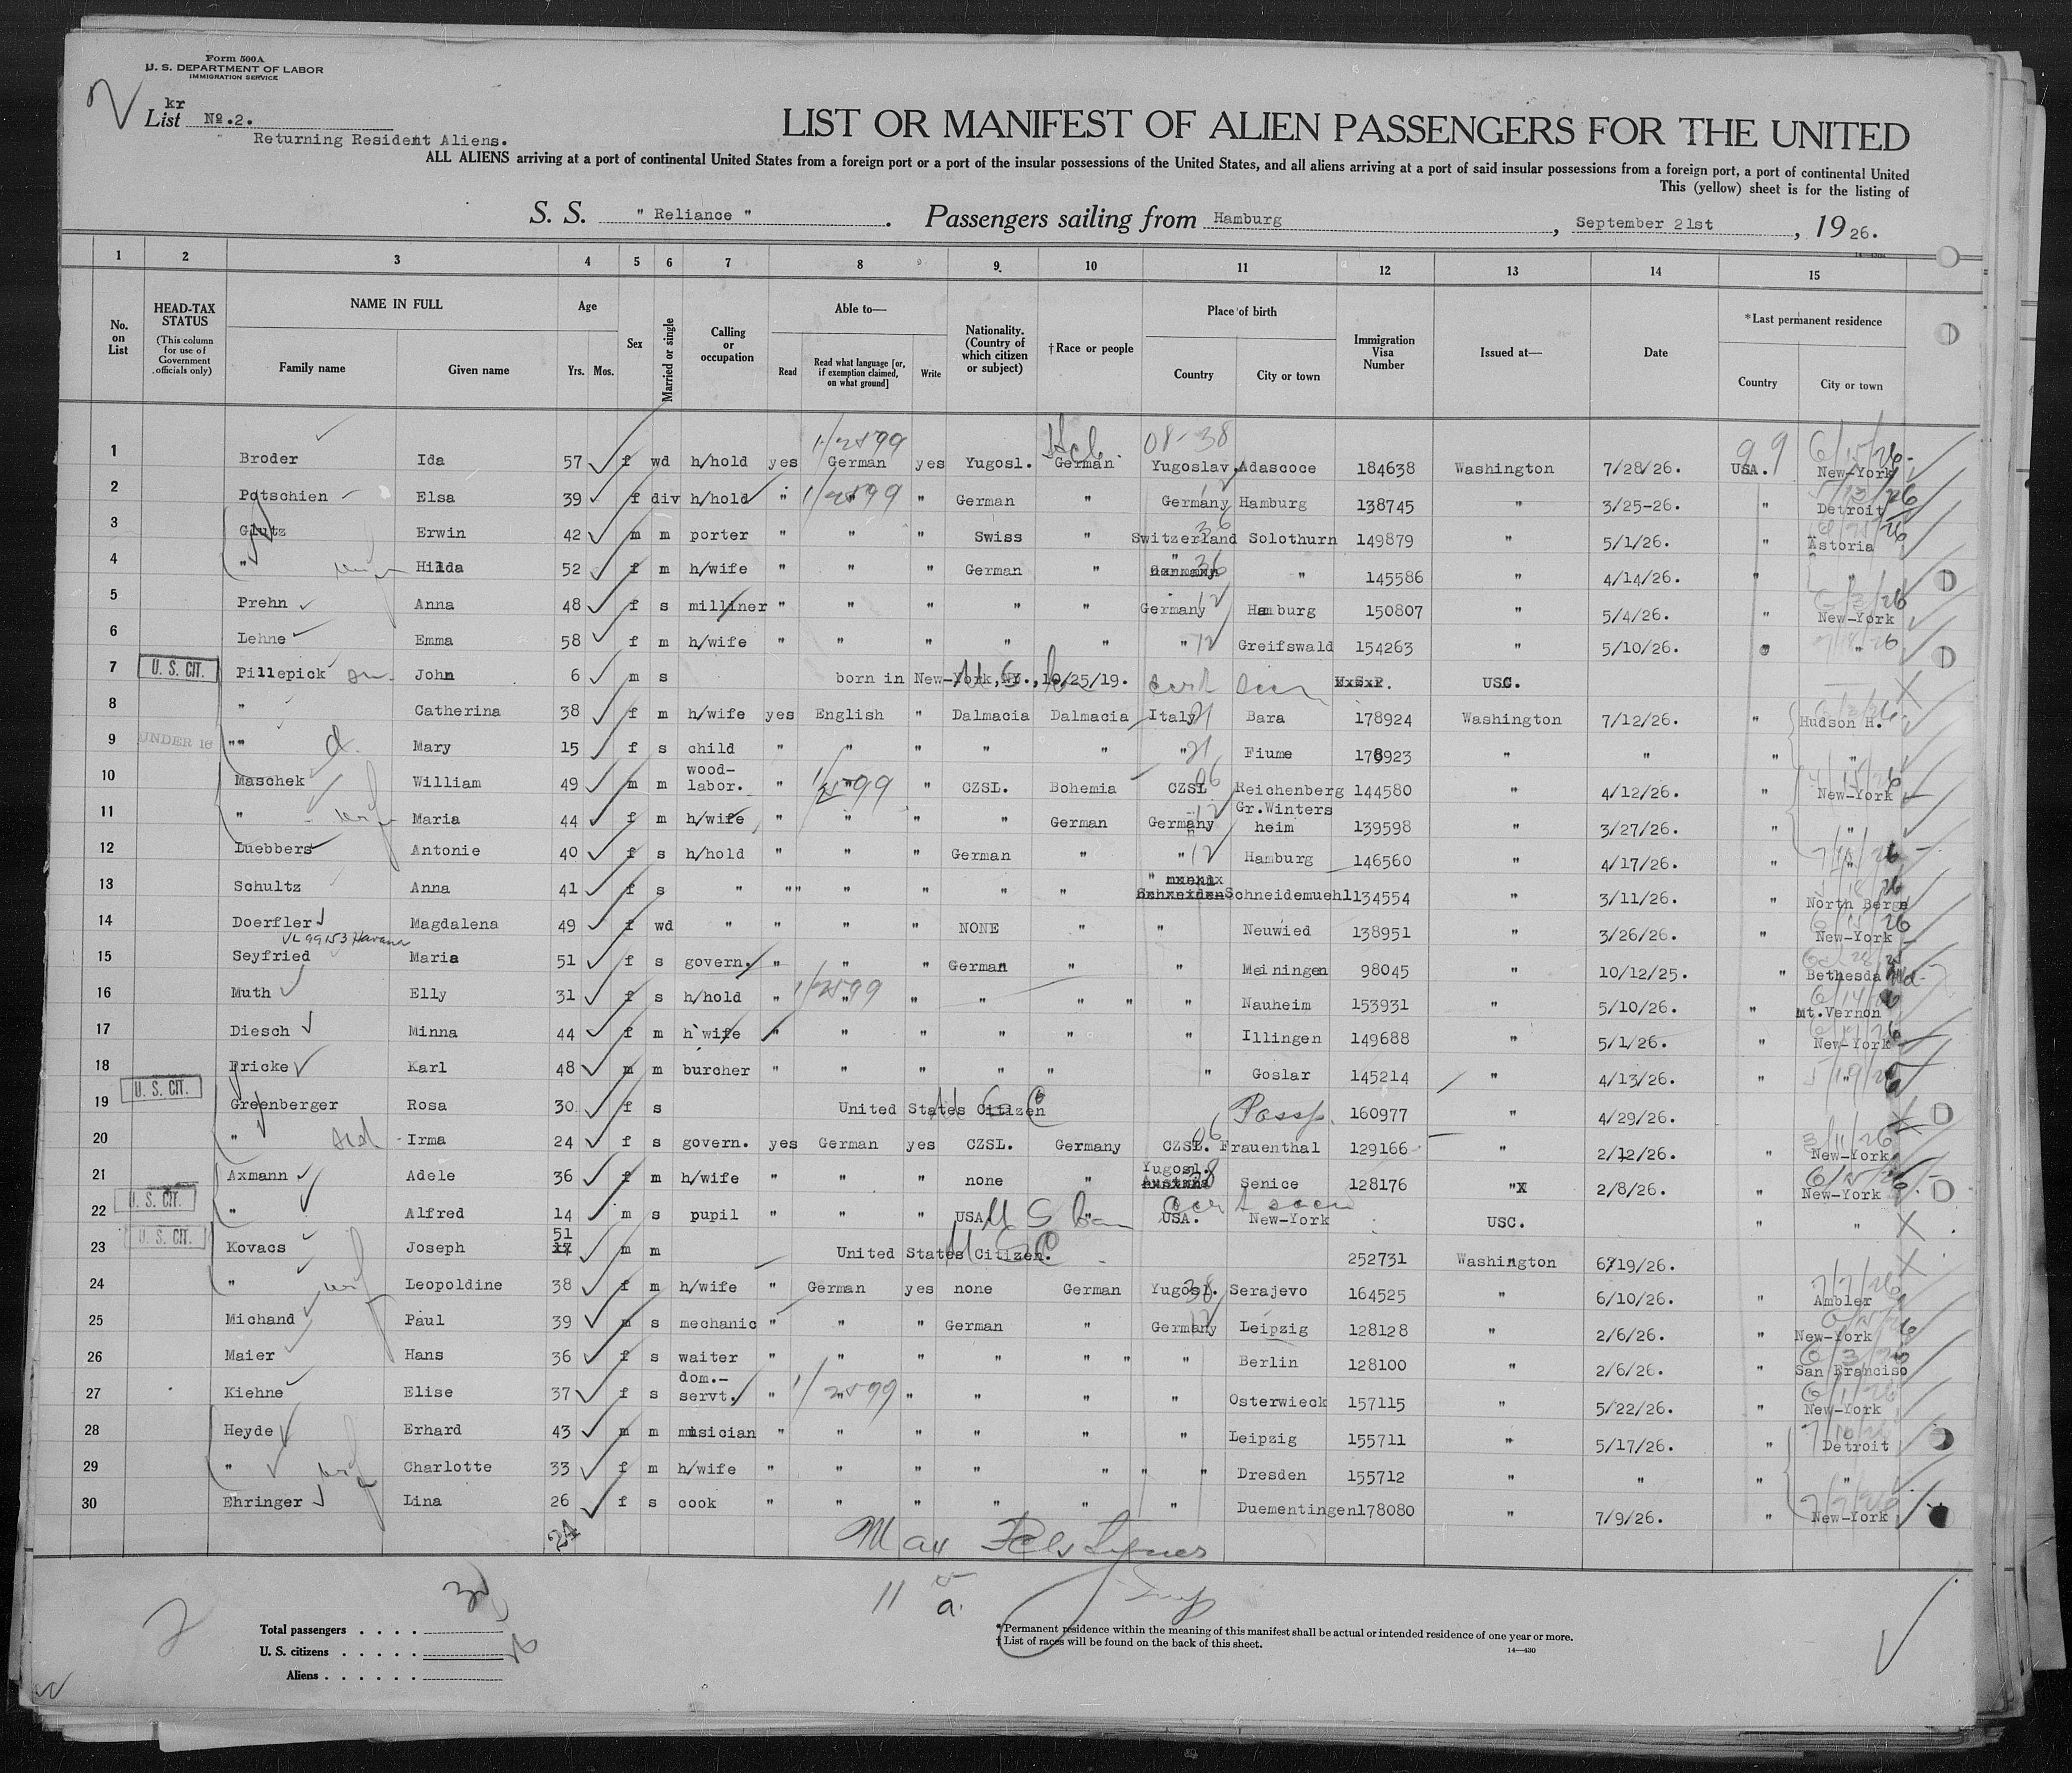 Form 500A
U. S. DEPARTMENT OF LABOR
IMMIGRATION SERVICE
kr
List No.2.
Returning Resident Aliens.
LIST OR MANIFEST OF ALIEN PASSENGERS FOR THE UNITED
ALL ALIENS arriving at a port of continental United States from a foreign port or a port of the insular possessions of the United States, and all aliens arriving at a port of said insular possessions from a foreign port, a port of continental United
This (yellow) sheet is for the listing of
S. S. " Reliance " . Passengers sailing from Hamburg , September 21st , 1926.
1 2 3 4 5 6 7 8 9. 10 11 12 13 14 15
No. on List
HEAD-TAX STATUS (This column for use of Government officials only)
NAME IN FULL
Family name Given name
Age
Yrs. Mos.
Sex
Married or single
Calling or occupation
Able to—
Read
Read what language [or, if exemption claimed, on what ground]
Write
Nationality. (Country of which citizen or subject)
†Race or people
Place of birth
Country City or town
Immigration Visa Number
Issued at—
Date
*Last permanent residence
Country City or town
1/2899 Heb. 08-38 99 6/15/26
1 Broder Ida 57 f wd h/hold yes German yes Yugosl. German Yugoslav. Adascoce 184638 Washington 7/28/26. USA. New-York
2 Potschien Elsa 39 f div h/hold " " " German " Germany Hamburg 138745 " 3/25-26. " Detroit
3 Glutz Erwin 42 m m porter " " " Swiss " Switzerland Solothurn 149879 " 5/1/26. " Astoria
4 " Hilda 52 f m h/wife " " " German " " " 145586 " 4/14/26. " "
5 Prehn Anna 48 f s milliner " " " " " Germany Hamburg 150807 " 5/4/26. " New-York
6 Lehne Emma 58 f m h/wife " " " " " " Greifswald 154263 " 5/10/26. " "
U. S. CIT.
7 Pillepick John 6 m s born in New-York, NY., 10/25/19. USC.
8 " Catherina 38 f m h/wife yes English " Dalmacia Dalmacia Italy Bara 178924 Washington 7/12/26. " Hudson H.
UNDER 16
9 "" d. Mary 15 f s child " " " " " " Fiume 178923 " " " "
10 Maschek William 49 m m wood-labor. " " " CZSL. Bohemia CZSL Reichenberg 144580 " 4/12/26. " New-York
11 " wife Maria 44 f m h/wife " " " " German Germany Gr.Winters heim 139598 " 3/27/26. " "
12 Luebbers Antonie 40 f s h/hold " " " German " " Hamburg 146560 " 4/17/26. " "
13 Schultz Anna 41 f s " "" " " " " " Schneidemuehl 134554 " 3/11/26. " North Berge
14 Doerfler Magdalena 49 f wd " " " " NONE " " Neuwied 138951 " 3/26/26. " New-York
VL 99153 Havana
15 Seyfried Maria 51 f s govern. " " " German " " Meiningen 98045 " 10/12/25. " Bethesda Md.
16 Muth Elly 31 f s h/hold " " " " " " " Nauheim 153931 " 5/10/26. " Mt.Vernon
17 Diesch Minna 44 f m h`wife " " " " " " Illingen 149688 " 5/1/26. " New-York
18 Fricke Karl 48 m m burcher " " " " " " Goslar 145214 " 4/13/26. " "
U. S. CIT.
19 Greenberger Rosa 30 f s United States Citizen Passp. 160977 " 4/29/26.
20 " Irma 24 f s govern. yes German yes CZSL. Germany CZSL. Frauenthal 129166 " 2/12/26. " New-York
21 Axmann Adele 36 f m h/wife " " " none " Yugosl. Senice 128176 "X 2/8/26. " New-York
U. S. CIT.
22 " Alfred 14 m s pupil " " " USA " USA. New-York USC. " "
U. S. CIT.
23 Kovacs Joseph 51 m m United States Citizen. 252731 Washington 6/19/26.
24 " wife Leopoldine 38 f m h/wife " German yes none German Yugosl. Serajevo 164525 " 6/10/26. " Ambler
25 Michand Paul 39 m s mechanic " " " German " Germany Leipzig 128128 " 2/6/26. " New-York
26 Maier Hans 36 f s waiter " " " " " " " Berlin 128100 " 2/6/26. " San Francisco
27 Kiehne Elise 37 f s dom.-servt. " " " " " " Osterwieck 157115 " 5/22/26. " New-York
28 Heyde Erhard 43 m m musician " " " " " " Leipzig 155711 " 5/17/26. " Detroit
29 " wife Charlotte 33 f m h/wife " " " " " " " Dresden 155712 " " " "
30 Ehringer Lina 26 f s cook " " " " " " Duementingen 178080 " 7/9/26. " New-York
24
11 a.
Total passengers . . . .
U. S. citizens . . . . .
Aliens . . . . . .
* Permanent residence within the meaning of this manifest shall be actual or intended residence of one year or more.
† List of races will be found on the back of this sheet.
14—430